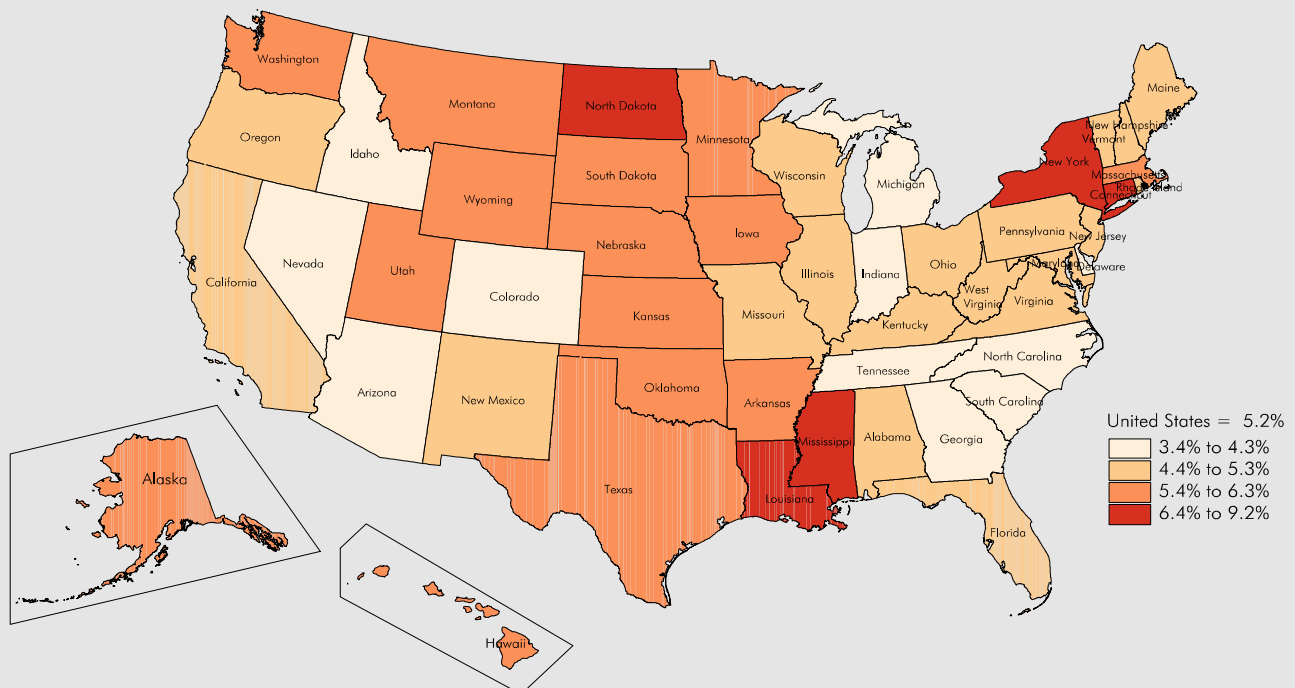 Washington
Montana
North Dakota
Minnesota
Maine
Oregon
Idaho
Wyoming
South Dakota
Wisconsin
Michigan
New York
New Hampshire
Vermont
Massachusetts
Rhode Island
Connecticut
Nevada
Utah
Colorado
Nebraska
Iowa
Illinois
Indiana
Ohio
Pennsylvania
New Jersey
Maryland
Delaware
California
Kansas
Missouri
Kentucky
West
Virginia
Virginia
Arizona
New Mexico
Oklahoma
Arkansas
Tennessee
North Carolina
South Carolina
Texas
Louisiana
Mississippi
Alabama
Georgia
Florida
Alaska
Hawaii
United States = 5.2%
3.4% to 4.3%
4.4% to 5.3%
5.4% to 6.3%
6.4% to 9.2%